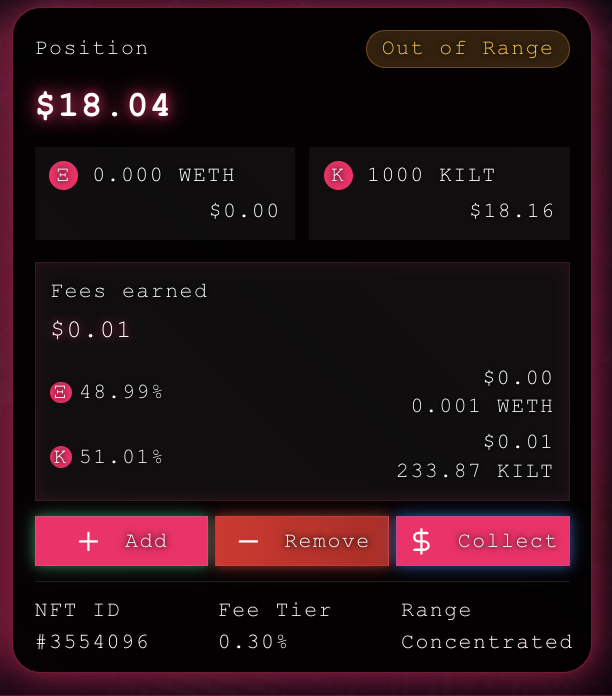 Position
Out of Range
$18.04
Ξ 0.000 WETH
$0.00
K 1000 KILT
$18.16
Fees earned
$0.01
Ξ 48.99%
$0.00
0.001 WETH
K 51.01%
$0.01
233.87 KILT
+ Add
− Remove
$ Collect
NFT ID
#3554096
Fee Tier
0.30%
Range
Concentrated